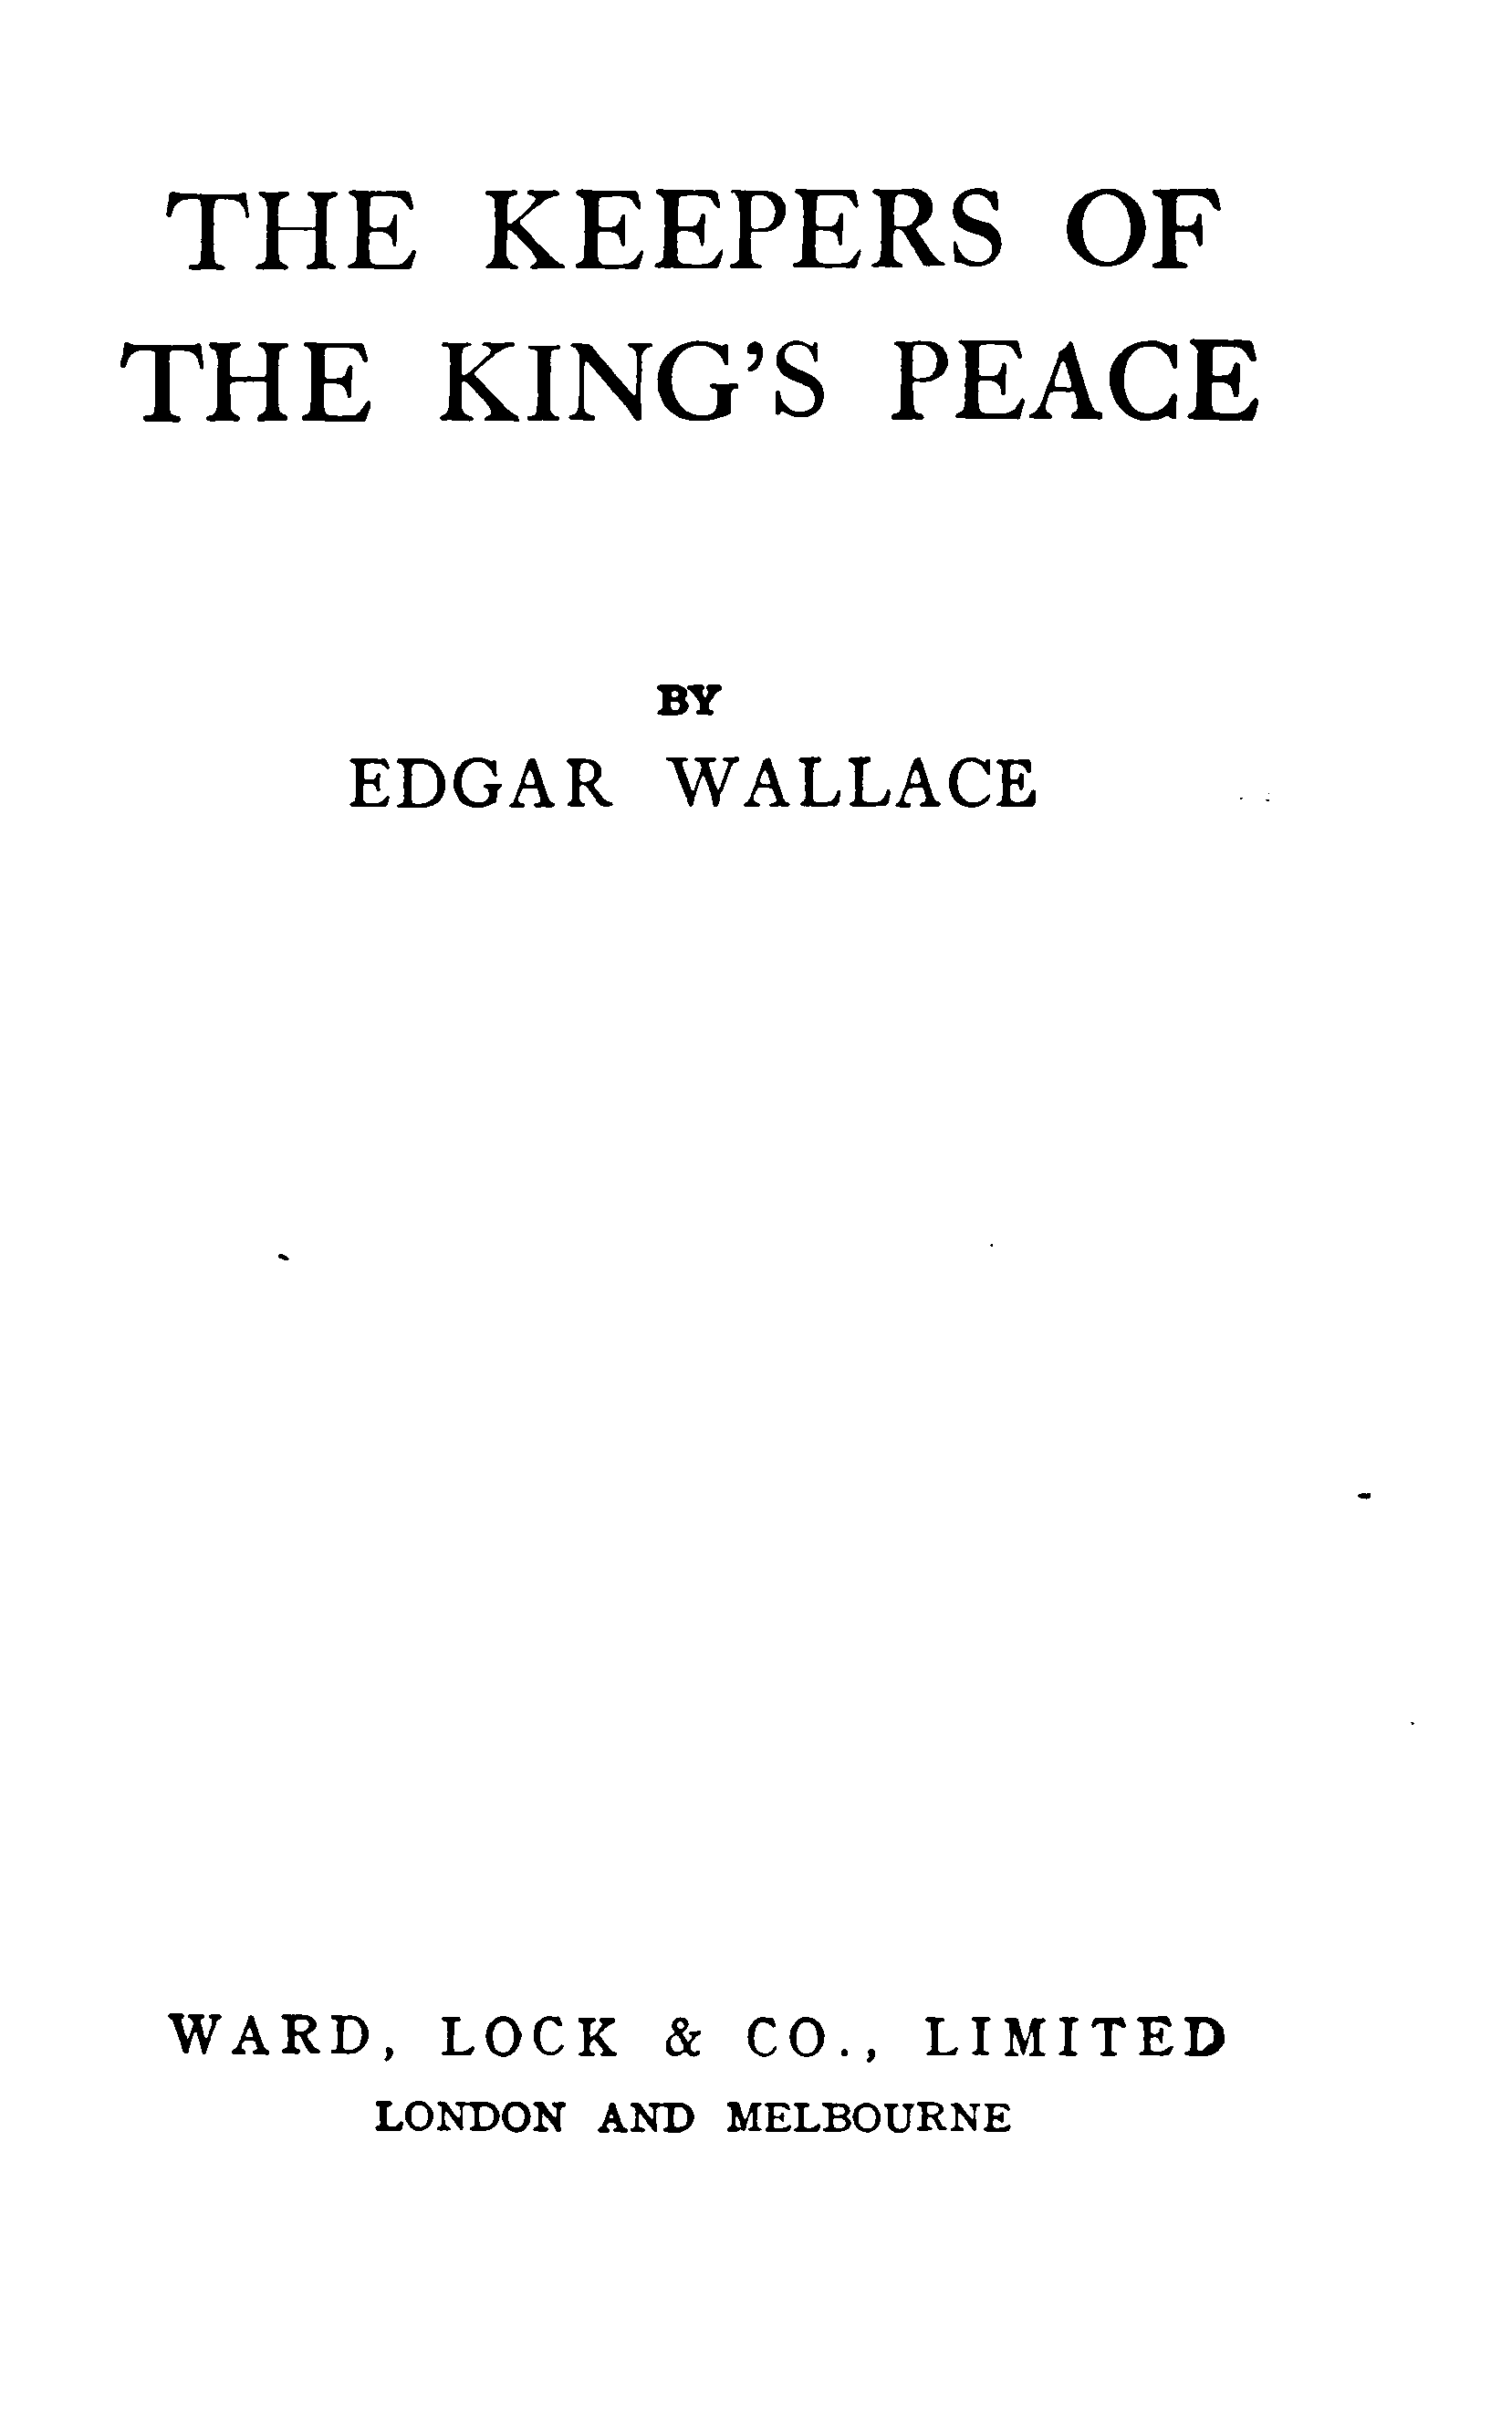 THE KEEPERS OF
THE KING'S PEACE
BY
EDGAR WALLACE
WARD, LOCK & CO., LIMITED
LONDON AND MELBOURNE